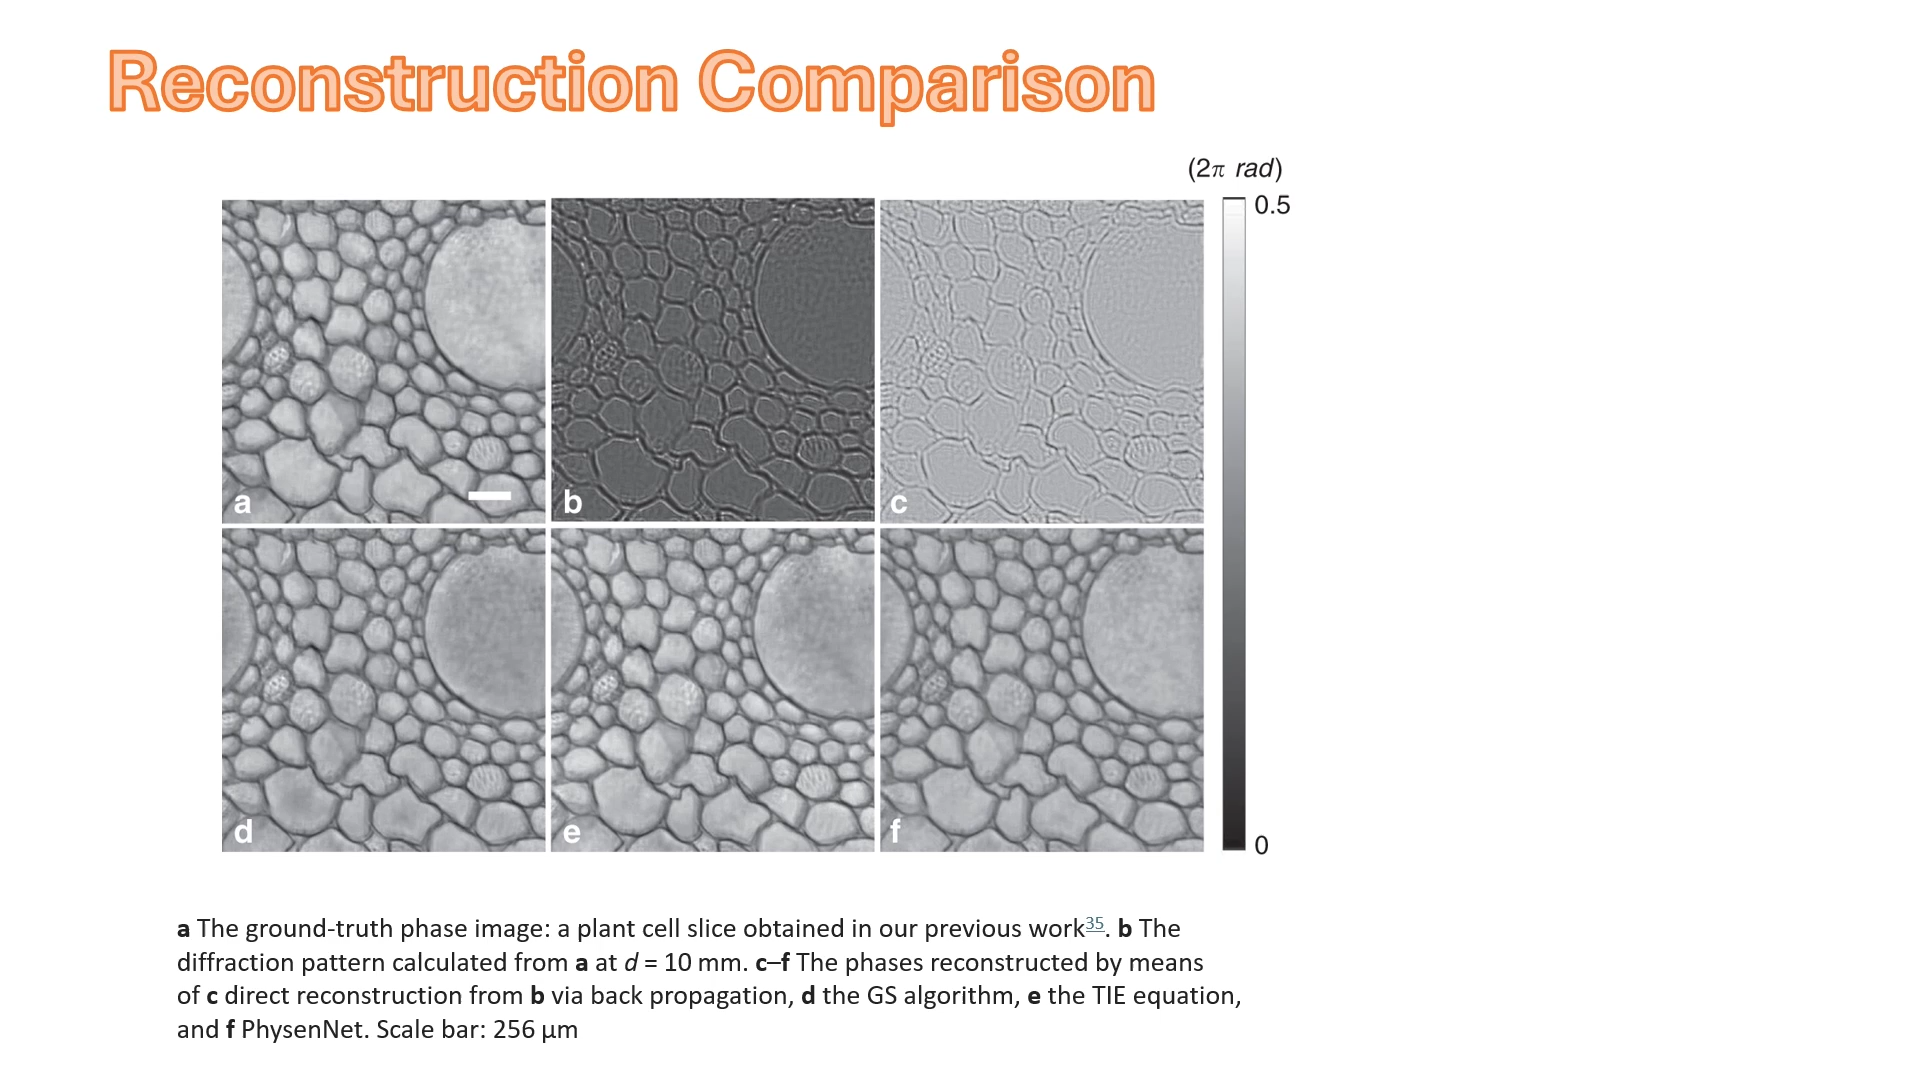 Reconstruction Comparison
(2π rad)
0.5
a
b
c
d
e
f
0
a The ground-truth phase image: a plant cell slice obtained in our previous work35. b The
diffraction pattern calculated from a at d = 10 mm. c–f The phases reconstructed by means
of c direct reconstruction from b via back propagation, d the GS algorithm, e the TIE equation,
and f PhysenNet. Scale bar: 256 μm